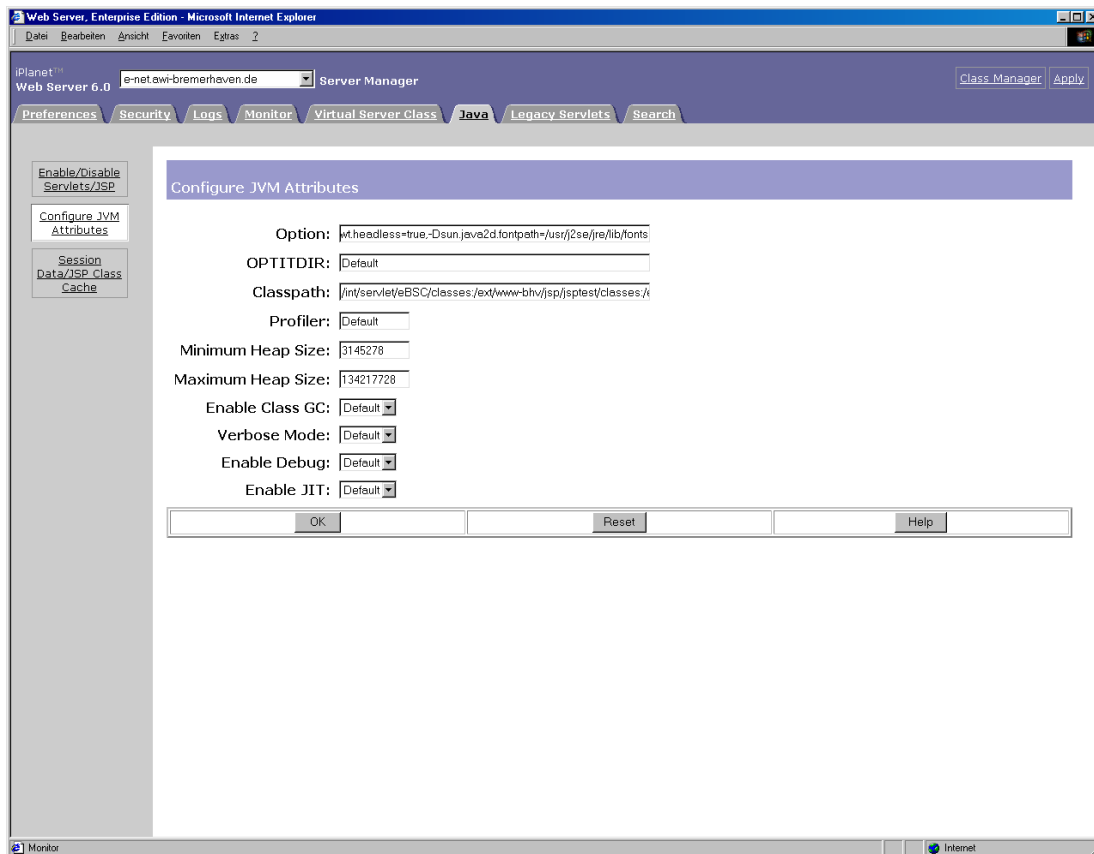 Web Server, Enterprise Edition - Microsoft Internet Explorer
Datei Bearbeiten Ansicht Favoriten Extras ?
iPlanet™
Web Server 6.0 e-net.awi-bremerhaven.de Server Manager Class Manager Apply
Preferences Security Logs Monitor Virtual Server Class Java Legacy Servlets Search
Enable/Disable
Servlets/JSP
Configure JVM
Attributes
Session
Data/JSP Class
Cache
Configure JVM Attributes
Option: wt.headless=true,-Dsun.java2d.fontpath=/usr/j2se/jre/lib/fonts
OPTITDIR: Default
Classpath: /int/servlet/eBSC/classes:/ext/www-bhv/jsp/jsptest/classes:/e
Profiler: Default
Minimum Heap Size: 3145278
Maximum Heap Size: 134217728
Enable Class GC: Default
Verbose Mode: Default
Enable Debug: Default
Enable JIT: Default
OK Reset Help
Monitor Internet